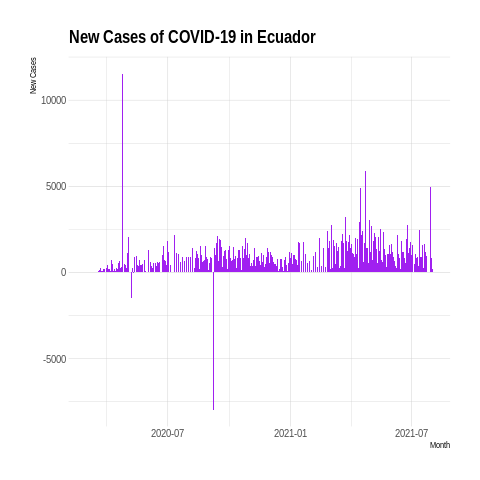 New Cases of COVID-19 in Ecuador
New Cases
10000
5000
0
-5000
2020-07
2021-01
2021-07
Month